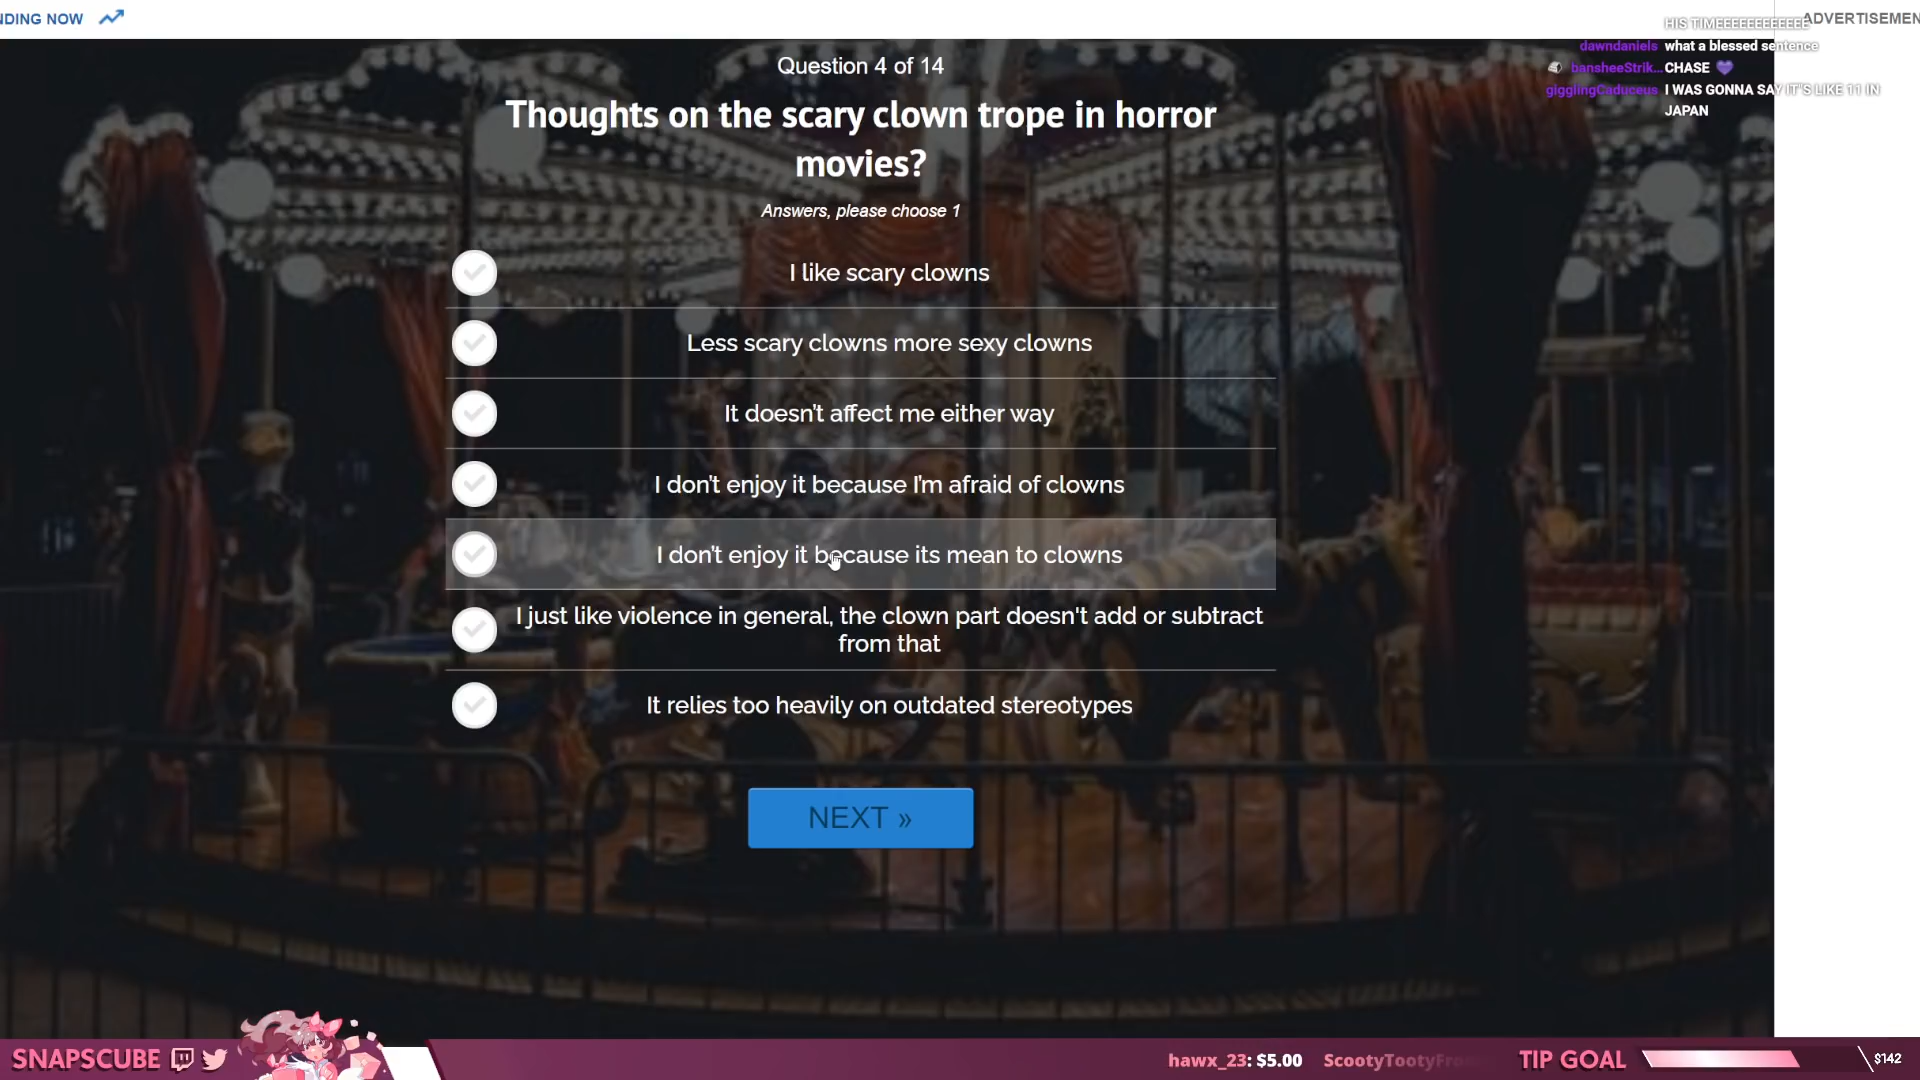 NDING NOW
ADVERTISEMEN
HIS TIMEEEEEEEEEEE
dawndaniels what a blessed sentence
bansheeStrik... CHASE 💜
gigglingCaduceus I WAS GONNA SAY IT'S LIKE 11 IN
JAPAN
Question 4 of 14
Thoughts on the scary clown trope in horror
movies?
Answers, please choose 1
I like scary clowns
Less scary clowns more sexy clowns
It doesn't affect me either way
I don't enjoy it because I'm afraid of clowns
I don't enjoy it because its mean to clowns
I just like violence in general, the clown part doesn't add or subtract
from that
It relies too heavily on outdated stereotypes
NEXT »
SNAPSCUBE
hawx_23: $5.00 ScootyTootyFro
TIP GOAL
$142